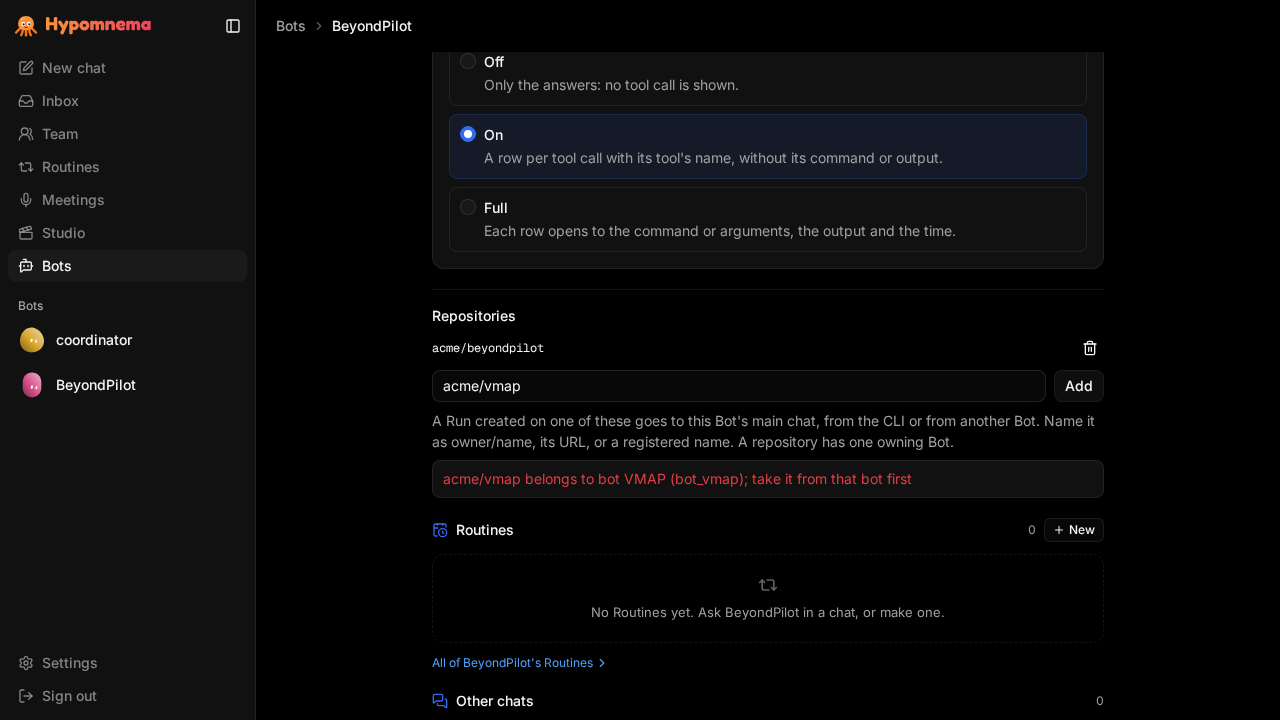 Hypomnema
New chat
Inbox
Team
Routines
Meetings
Studio
Bots
Bots
coordinator
BeyondPilot
Settings
Sign out
Bots > BeyondPilot
Off
Only the answers: no tool call is shown.
On
A row per tool call with its tool's name, without its command or output.
Full
Each row opens to the command or arguments, the output and the time.
Repositories
acme/beyondpilot
acme/vmap
Add
A Run created on one of these goes to this Bot's main chat, from the CLI or from another Bot. Name it
as owner/name, its URL, or a registered name. A repository has one owning Bot.
acme/vmap belongs to bot VMAP (bot_vmap); take it from that bot first
Routines
0
New
No Routines yet. Ask BeyondPilot in a chat, or make one.
All of BeyondPilot's Routines
Other chats
0